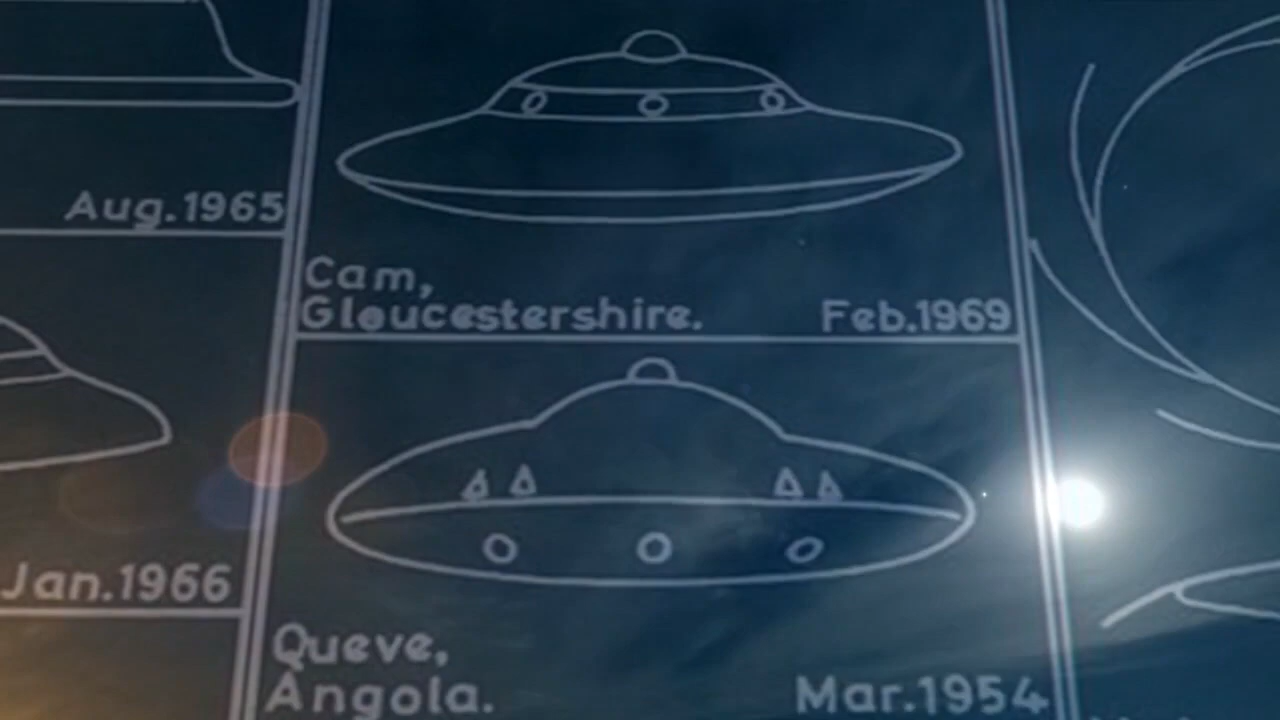 Aug.1965
Cam,
Gloucestershire. Feb.1969
Jan.1966
Queve,
Angola. Mar.1954